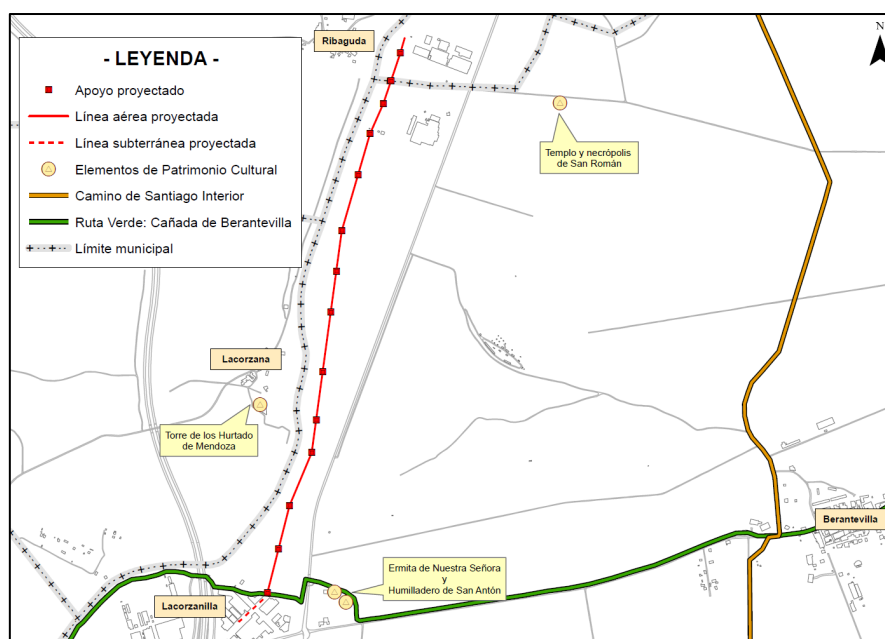 - LEYENDA -
Apoyo proyectado
Línea aérea proyectada
Línea subterránea proyectada
Elementos de Patrimonio Cultural
Camino de Santiago Interior
Ruta Verde: Cañada de Berantevilla
Límite municipal
Ribaguda
N
Templo y necrópolis
de San Román
Lacorzana
Torre de los Hurtado
de Mendoza
Berantevilla
Ermita de Nuestra Señora
y
Humilladero de San Antón
Lacorzanilla